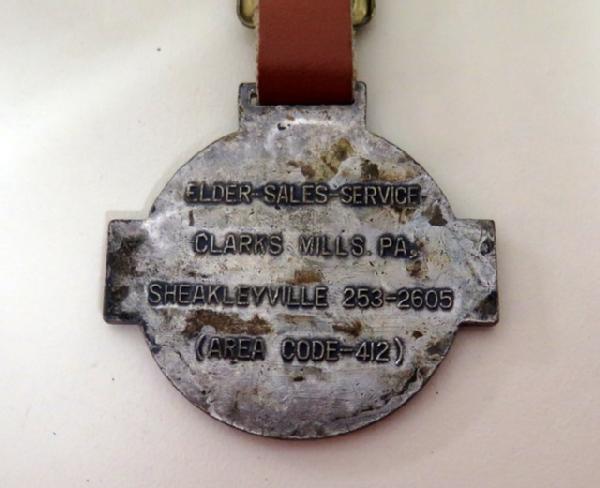 ELDER-SALES-SERVICE
CLARKS MILLS. PA.
SHEAKLEYVILLE 253-2605
(AREA CODE-412)